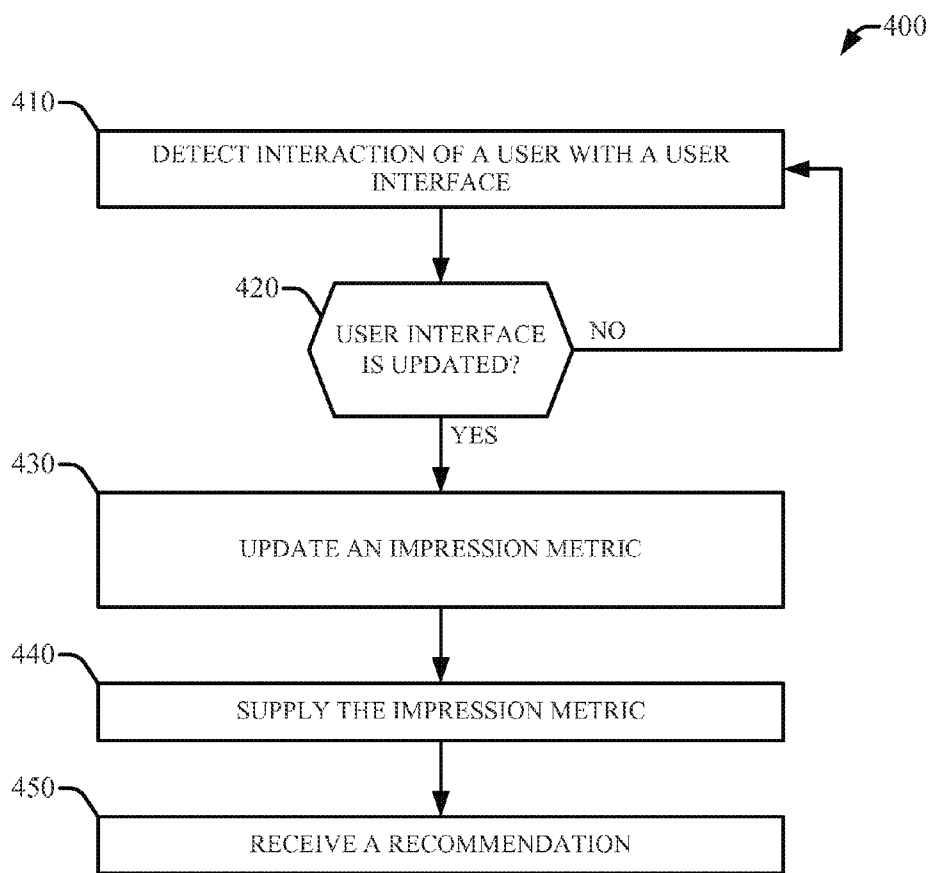 400
410
DETECT INTERACTION OF A USER WITH A USER
INTERFACE
420
USER INTERFACE
IS UPDATED?
NO
YES
430
UPDATE AN IMPRESSION METRIC
440
SUPPLY THE IMPRESSION METRIC
450
RECEIVE A RECOMMENDATION